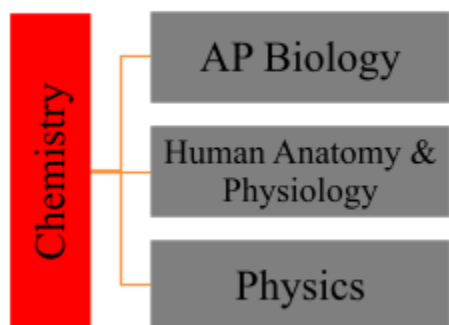 Chemistry
AP Biology
Human Anatomy &
Physiology
Physics